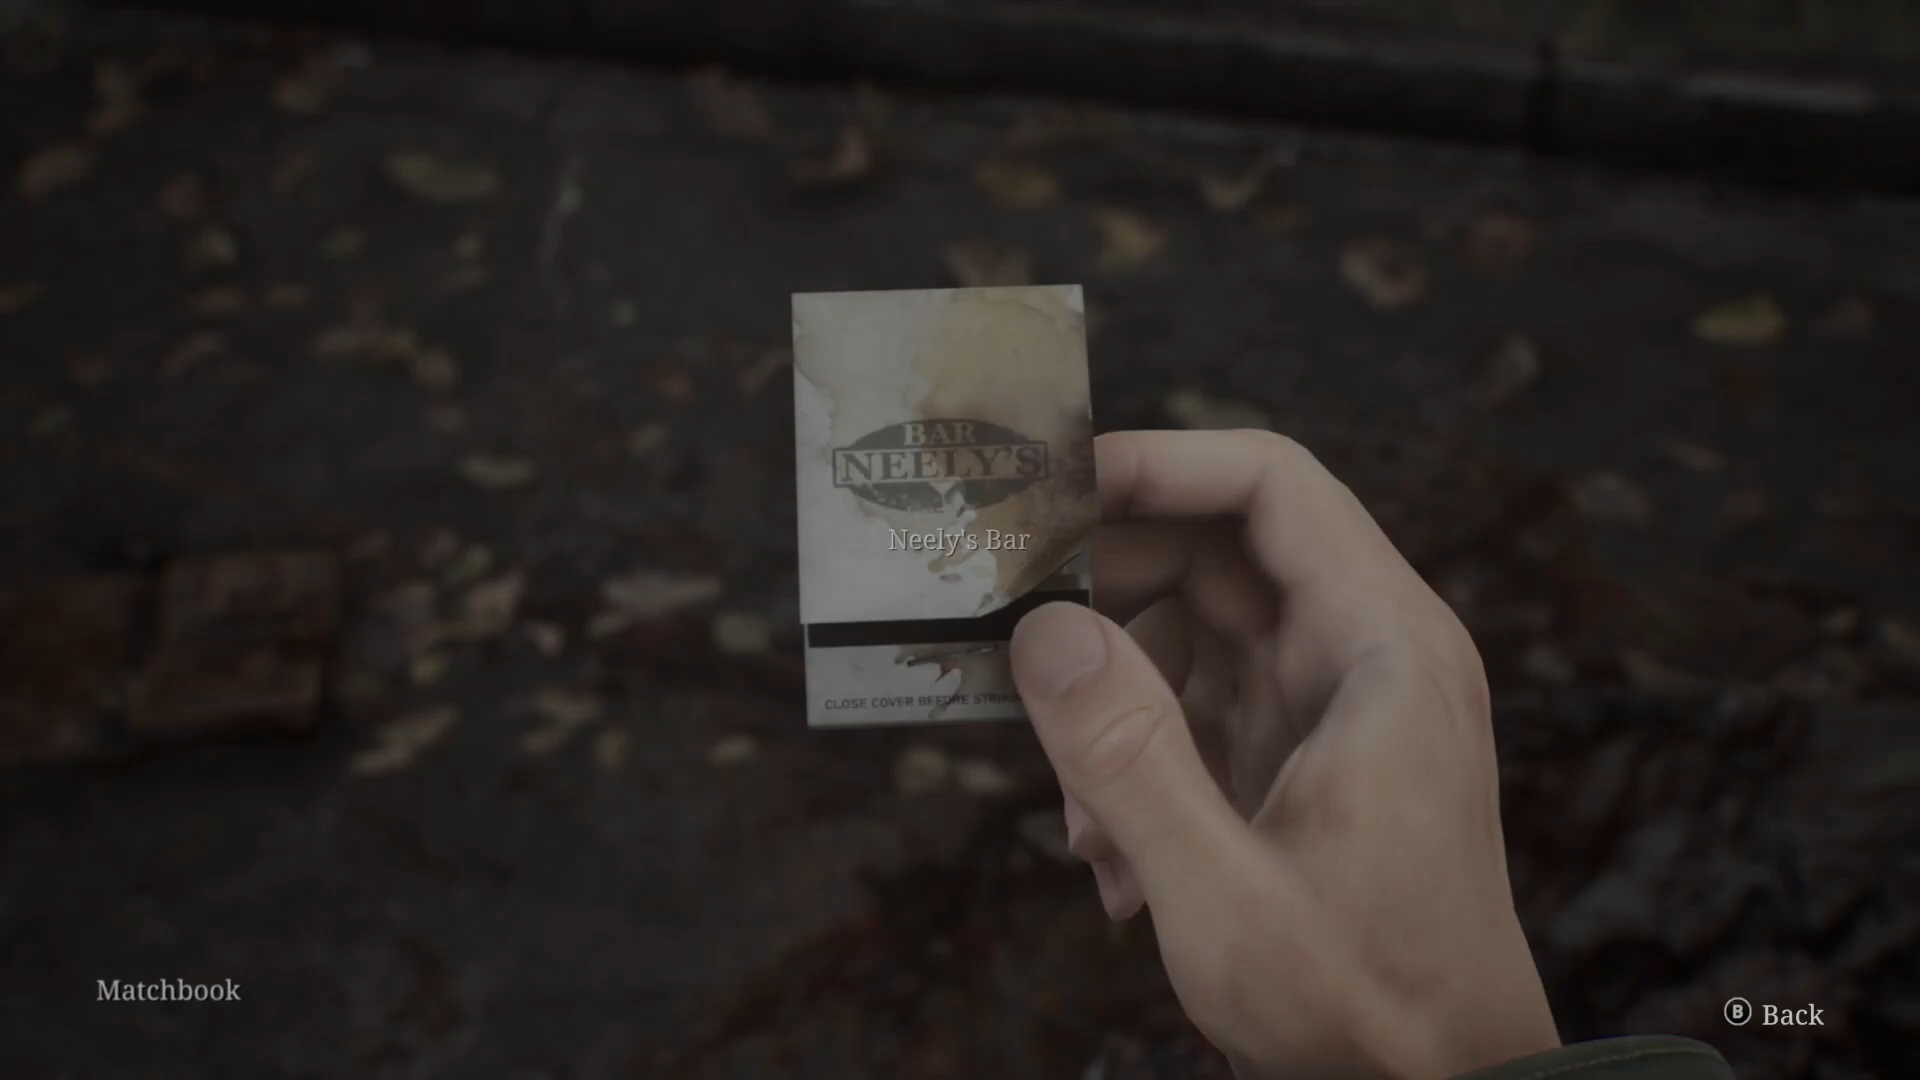 BAR
NEELY'S
Neely's Bar
CLOSE COVER BEFORE
Matchbook
B Back